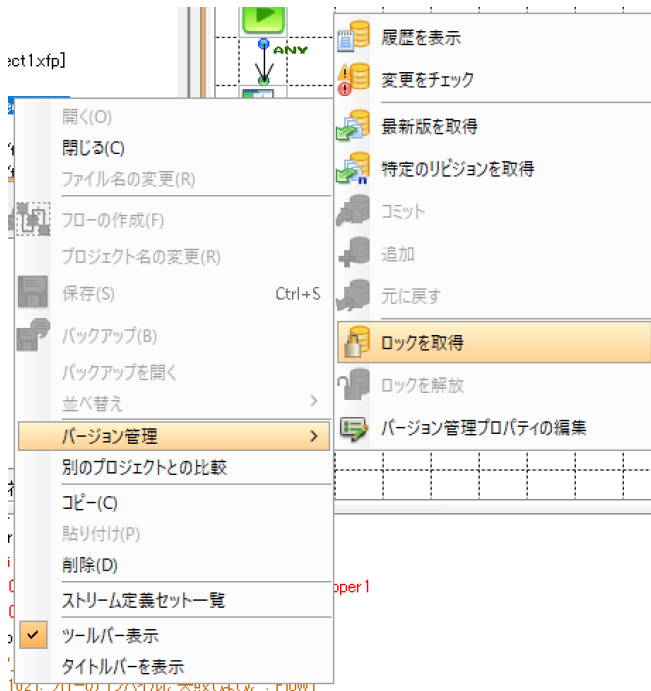 ect1.xfp]
ANY
開く(O)
閉じる(C)
ファイル名の変更(R)
フローの作成(F)
プロジェクト名の変更(R)
保存(S) Ctrl+S
バックアップ(B)
バックアップを開く
並べ替え
バージョン管理
別のプロジェクトとの比較
コピー(C)
貼り付け(P)
削除(D)
ストリーム定義セット一覧
ツールバー表示
タイトルバーを表示
履歴を表示
変更をチェック
最新版を取得
特定のリビジョンを取得
コミット
追加
元に戻す
ロックを取得
ロックを解放
バージョン管理プロパティの編集
pper1